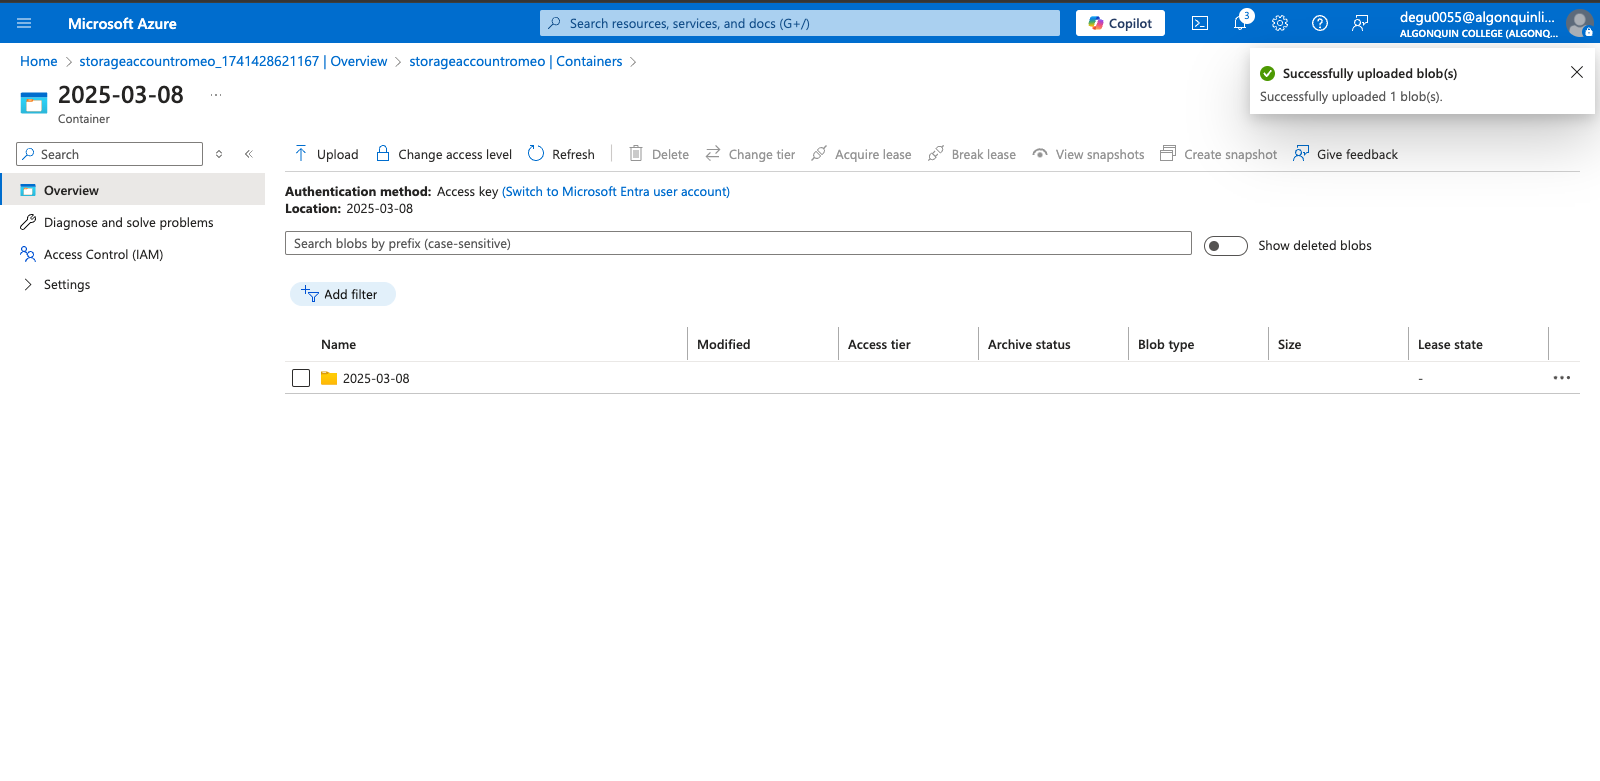 Microsoft Azure
Search resources, services, and docs (G+/)
Copilot
3
degu0055@algonquinli...
ALGONQUIN COLLEGE (ALGONQ...
Home > storageaccountromeo_1741428621167 | Overview > storageaccountromeo | Containers >
Successfully uploaded blob(s)
Successfully uploaded 1 blob(s).
2025-03-08 ...
Container
Search
Upload Change access level Refresh Delete Change tier Acquire lease Break lease View snapshots Create snapshot Give feedback
Overview
Diagnose and solve problems
Access Control (IAM)
Settings
Authentication method: Access key (Switch to Microsoft Entra user account)
Location: 2025-03-08
Search blobs by prefix (case-sensitive)
Show deleted blobs
Add filter
Name Modified Access tier Archive status Blob type Size Lease state
2025-03-08 - ...